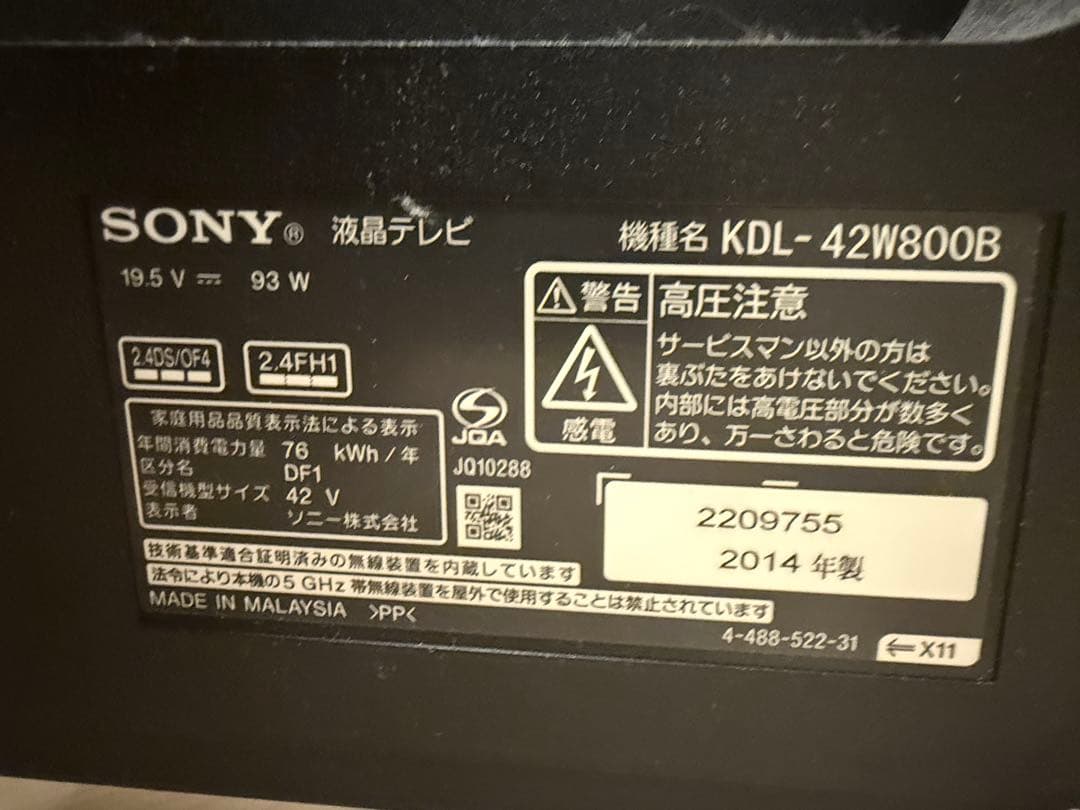 SONY® 液晶テレビ
機種名 KDL-42W800B
19.5 V ⎓ 93 W
2.4DS/OF4
2.4FH1
家庭用品品質表示法による表示
年間消費電力量 76 kWh/年
区分名 DF1
受信機型サイズ 42 V
表示者 ソニー株式会社
JQA
JQ10288
警告
感電
高圧注意
サービスマン以外の方は
裏ぶたをあけないでください。
内部には高電圧部分が数多く
あり、万一さわると危険です。
2209755
2014 年製
技術基準適合証明済みの無線装置を内蔵しています
法令により本機の5 GHz 帯無線装置を屋外で使用することは禁止されています
MADE IN MALAYSIA >PP<
4-488-522-31
⇐X11